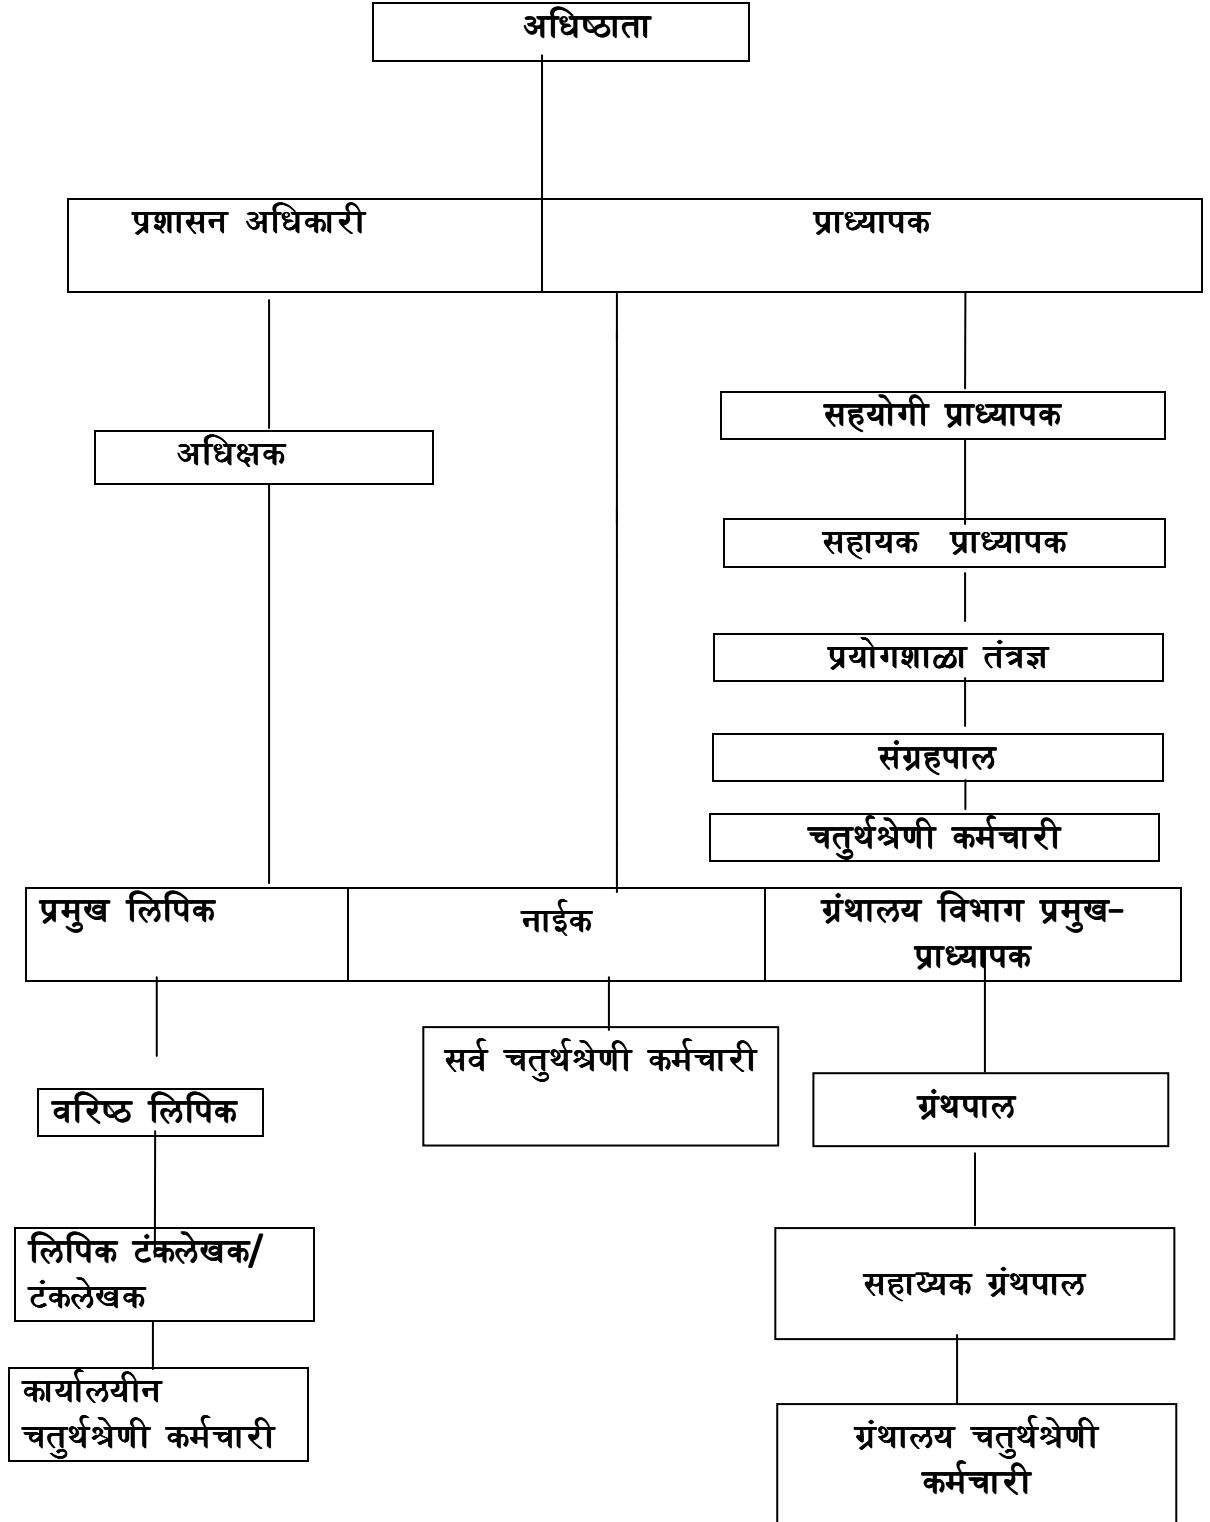 अधिष्ठाता
प्रशासन अधिकारी
प्राध्यापक
सहयोगी प्राध्यापक
अधिक्षक
सहायक प्राध्यापक
प्रयोगशाळा तंत्रज्ञ
संग्रहपाल
चतुर्थश्रेणी कर्मचारी
प्रमुख लिपिक
नाईक
ग्रंथालय विभाग प्रमुख-
प्राध्यापक
सर्व चतुर्थश्रेणी कर्मचारी
वरिष्ठ लिपिक
ग्रंथपाल
लिपिक टंकलेखक/
टंकलेखक
सहाय्यक ग्रंथपाल
कार्यालयीन
चतुर्थश्रेणी कर्मचारी
ग्रंथालय चतुर्थश्रेणी
कर्मचारी